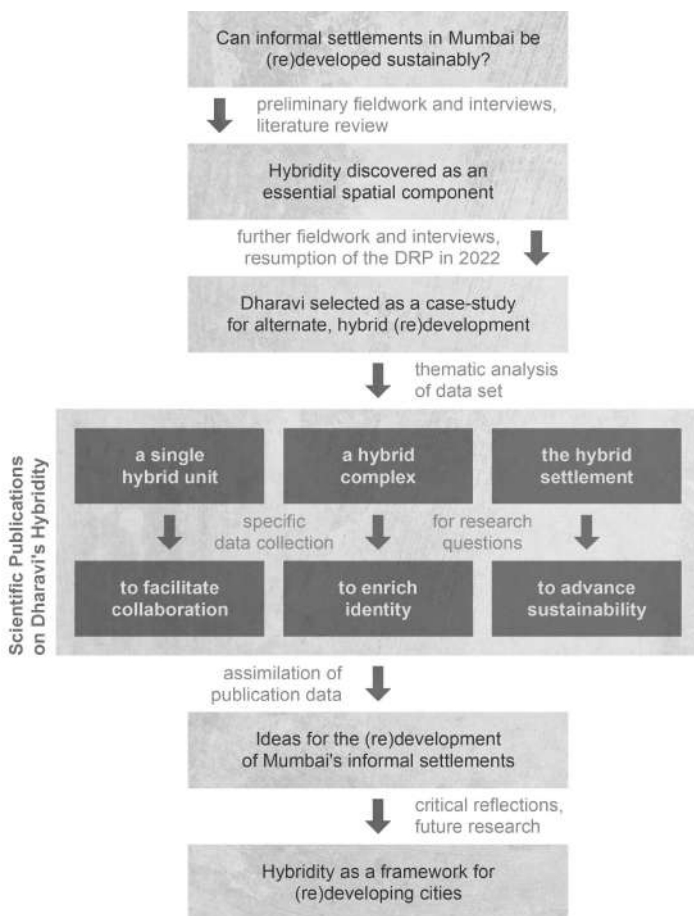 Can informal settlements in Mumbai be
(re)developed sustainably?
preliminary fieldwork and interviews,
literature review
Hybridity discovered as an
essential spatial component
further fieldwork and interviews,
resumption of the DRP in 2022
Dharavi selected as a case-study
for alternate, hybrid (re)development
thematic analysis
of data set
Scientific Publications
on Dharavi's Hybridity
a single
hybrid unit
a hybrid
complex
the hybrid
settlement
specific
data collection
for research
questions
to facilitate
collaboration
to enrich
identity
to advance
sustainability
assimilation of
publication data
Ideas for the (re)development
of Mumbai's informal settlements
critical reflections,
future research
Hybridity as a framework for
(re)developing cities